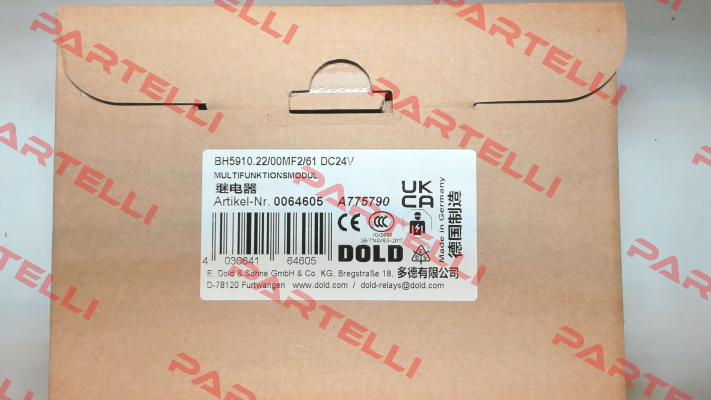 BH5910.22/00MF2/61 DC24V
MULTIFUNKTIONSMODUL
继电器
Artikel-Nr. 0064605 A775790
UK CA
CE CCC
4 030641 64605
DOLD
Made in Germany
德国制造
E. Dold & Söhne GmbH & Co. KG. Bregstraße 18. 多德有限公司
D-78120 Furtwangen www.dold.com / dold-relays@dold.com
PARTELLI
PARTELLI
PARTELLI
PARTELLI
PARTELLI
PARTELLI
PARTELLI